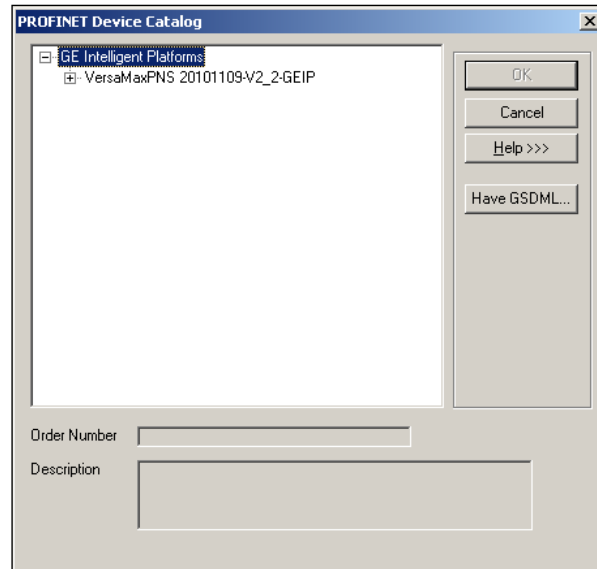 PROFINET Device Catalog
GE Intelligent Platforms
VersaMaxPNS 20101109-V2_2-GEIP
OK
Cancel
Help >>>
Have GSDML...
Order Number
Description